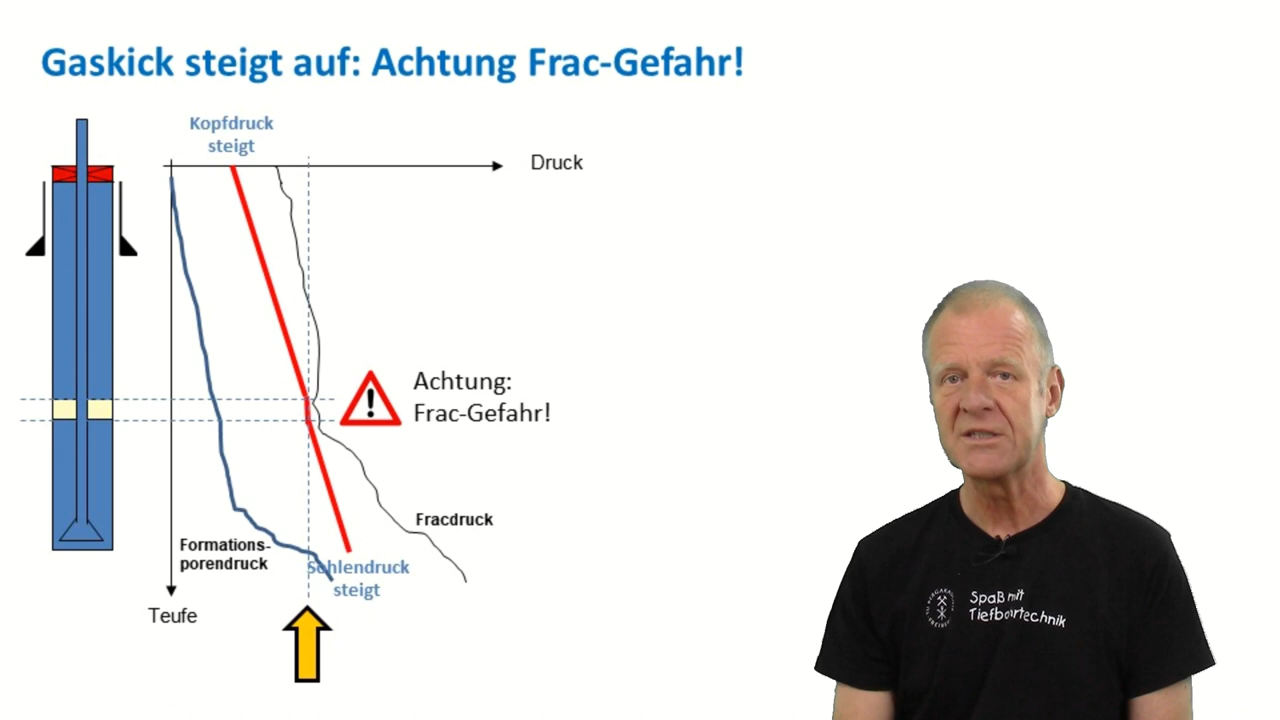 Gaskick steigt auf: Achtung Frac-Gefahr!
Kopfdruck
steigt
Druck
Achtung:
Frac-Gefahr!
!
Fracdruck
Formations-
porendruck
Sohlendruck
steigt
Teufe
Spaß mit
Tiefbohrtechnik